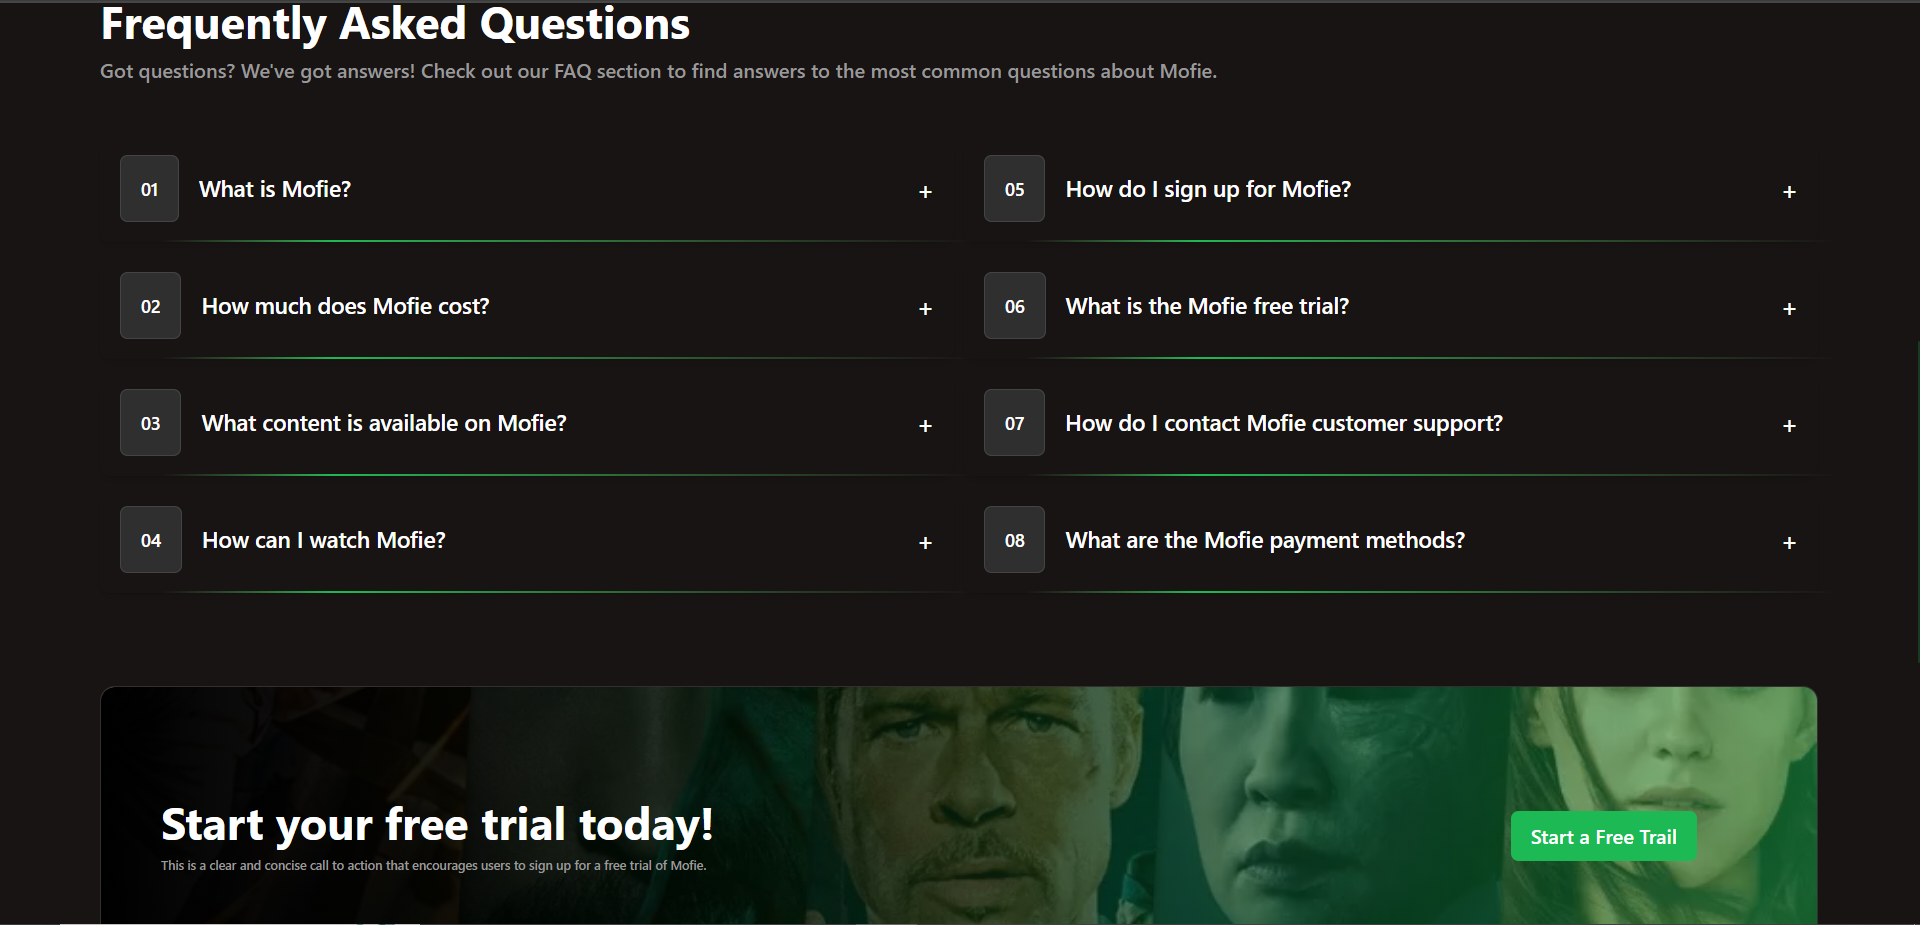 Frequently Asked Questions
Got questions? We've got answers! Check out our FAQ section to find answers to the most common questions about Mofie.
01 What is Mofie? +
02 How much does Mofie cost? +
03 What content is available on Mofie? +
04 How can I watch Mofie? +
05 How do I sign up for Mofie? +
06 What is the Mofie free trial? +
07 How do I contact Mofie customer support? +
08 What are the Mofie payment methods? +
Start your free trial today!
This is a clear and concise call to action that encourages users to sign up for a free trial of Mofie.
Start a Free Trail